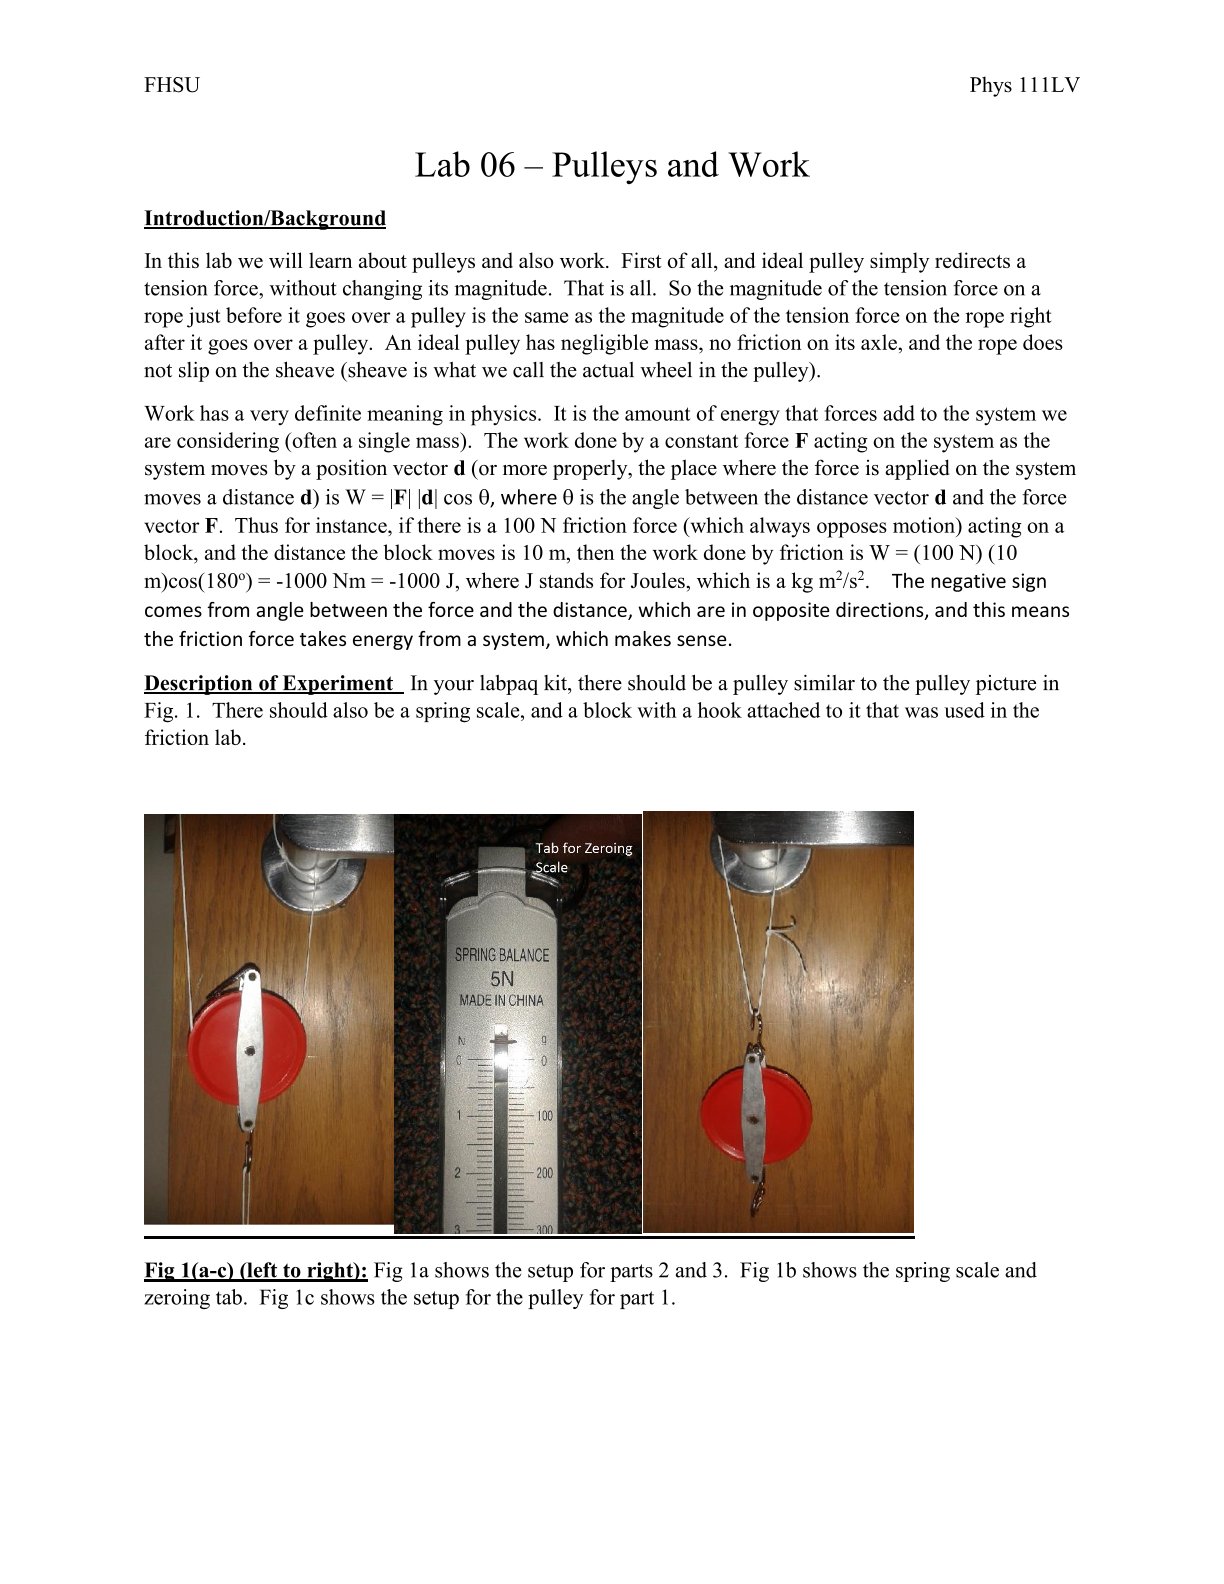 FHSU Phys 111LV
Lab 06 – Pulleys and Work
Introduction/Background
In this lab we will learn about pulleys and also work. First of all, and ideal pulley simply redirects a
tension force, without changing its magnitude. That is all. So the magnitude of the tension force on a
rope just before it goes over a pulley is the same as the magnitude of the tension force on the rope right
after it goes over a pulley. An ideal pulley has negligible mass, no friction on its axle, and the rope does
not slip on the sheave (sheave is what we call the actual wheel in the pulley).
Work has a very definite meaning in physics. It is the amount of energy that forces add to the system we
are considering (often a single mass). The work done by a constant force F acting on the system as the
system moves by a position vector d (or more properly, the place where the force is applied on the system
moves a distance d) is W = |F| |d| cos θ, where θ is the angle between the distance vector d and the force
vector F. Thus for instance, if there is a 100 N friction force (which always opposes motion) acting on a
block, and the distance the block moves is 10 m, then the work done by friction is W = (100 N) (10
m)cos(180º) = -1000 Nm = -1000 J, where J stands for Joules, which is a kg m²/s². The negative sign
comes from angle between the force and the distance, which are in opposite directions, and this means
the friction force takes energy from a system, which makes sense.
Description of Experiment In your labpaq kit, there should be a pulley similar to the pulley picture in
Fig. 1. There should also be a spring scale, and a block with a hook attached to it that was used in the
friction lab.
Tab for Zeroing
Scale
SPRING BALANCE
5N
MADE IN CHINA
N g
0 0
1 100
2 200
3 300
Fig 1(a-c) (left to right): Fig 1a shows the setup for parts 2 and 3. Fig 1b shows the spring scale and
zeroing tab. Fig 1c shows the setup for the pulley for part 1.